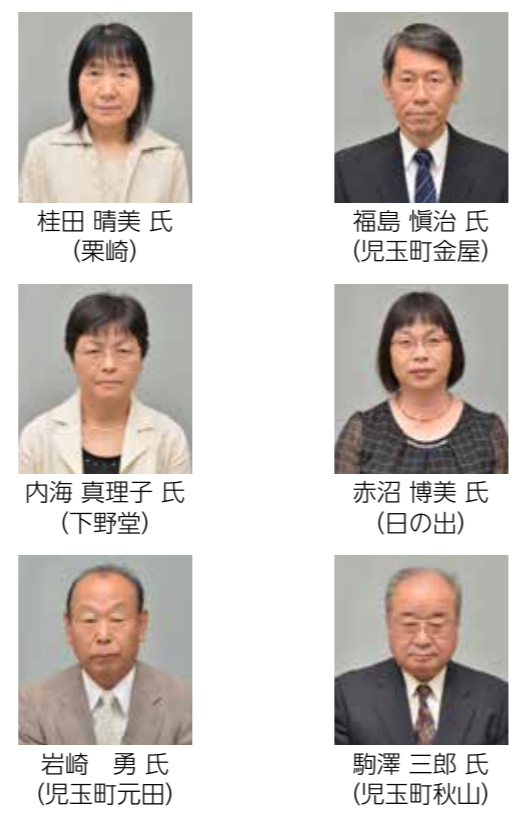 桂田 晴美 氏
(栗崎)
福島 愼治 氏
(児玉町金屋)
内海 真理子 氏
(下野堂)
赤沼 博美 氏
(日の出)
岩崎　勇 氏
(児玉町元田)
駒澤 三郎 氏
(児玉町秋山)